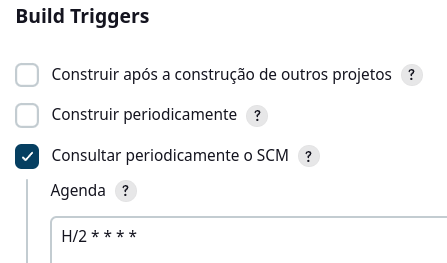 Build Triggers
Construir após a construção de outros projetos ?
Construir periodicamente ?
Consultar periodicamente o SCM ?
Agenda ?
H/2 * * * *